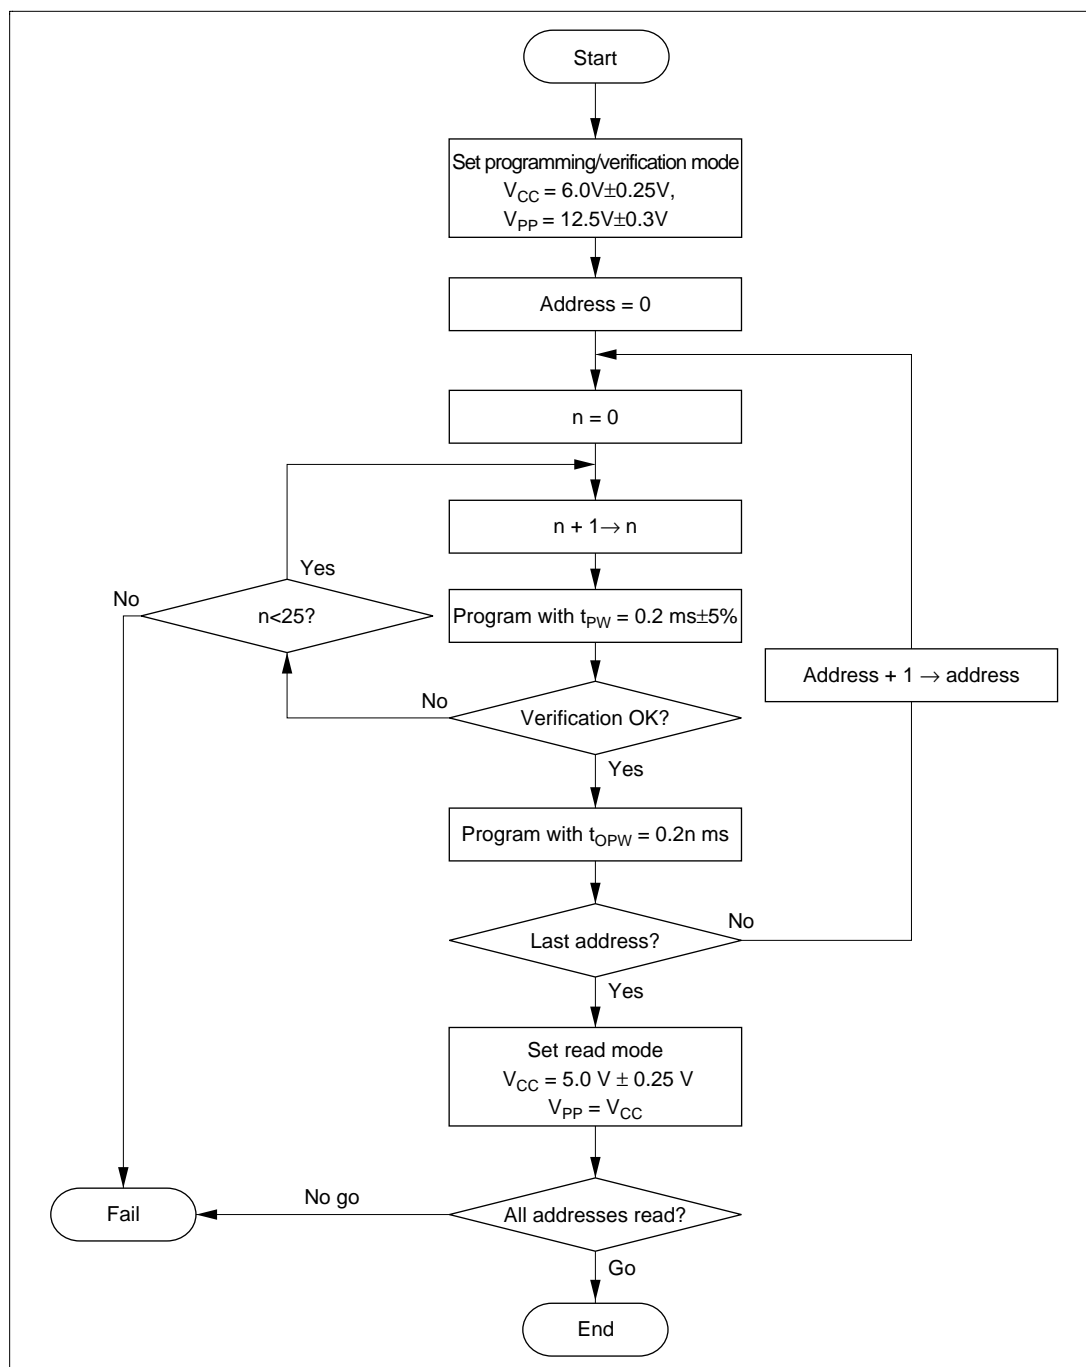 Start
Set programming/verification mode
VCC = 6.0V±0.25V,
VPP = 12.5V±0.3V
Address = 0
n = 0
n + 1→ n
Yes
No
n<25?
Program with tPW = 0.2 ms±5%
Address + 1 → address
No
Verification OK?
Yes
Program with tOPW = 0.2n ms
No
Last address?
Yes
Set read mode
VCC = 5.0 V ± 0.25 V
VPP = VCC
No go
Fail
All addresses read?
Go
End